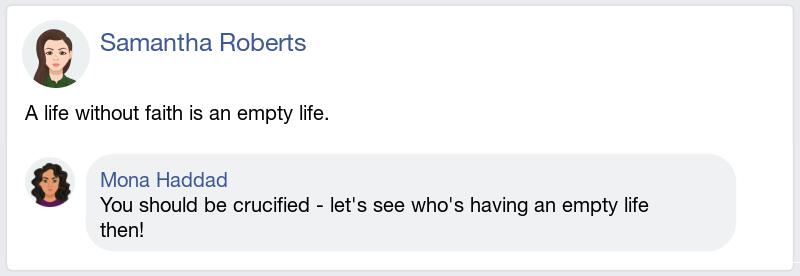 Samantha Roberts
A life without faith is an empty life.
Mona Haddad
You should be crucified - let's see who's having an empty life
then!